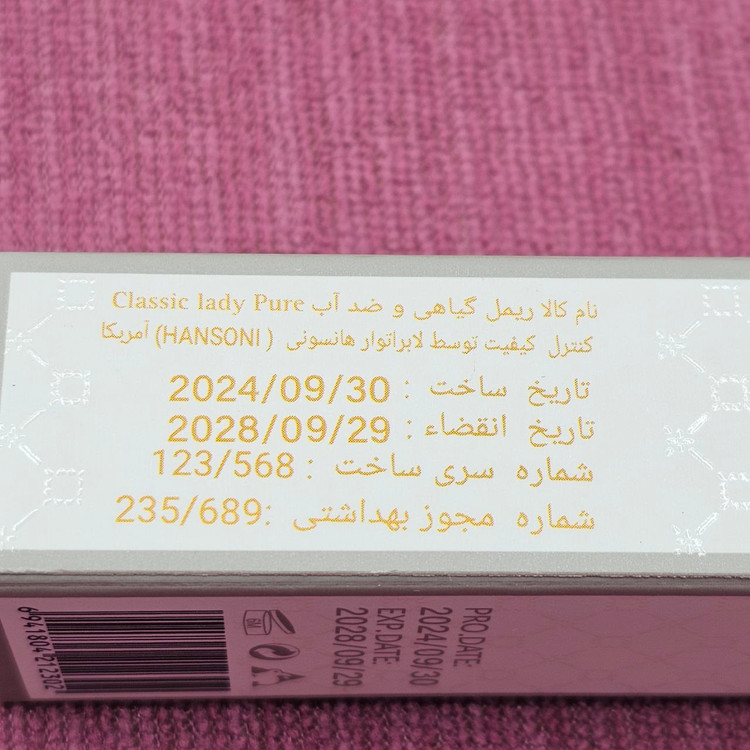 نام کالا ریمل گیاهی و ضد آب Classic lady Pure
کنترل کیفیت توسط لابراتوار هانسونی (HANSONI) آمریکا
تاریخ ساخت : 2024/09/30
تاریخ انقضاء : 2028/09/29
شماره سری ساخت : 123/568
شماره مجوز بهداشتی :235/689
PRO.DATE:
2024/09/30
EXP.DATE:
2028/09/29
6941804212302